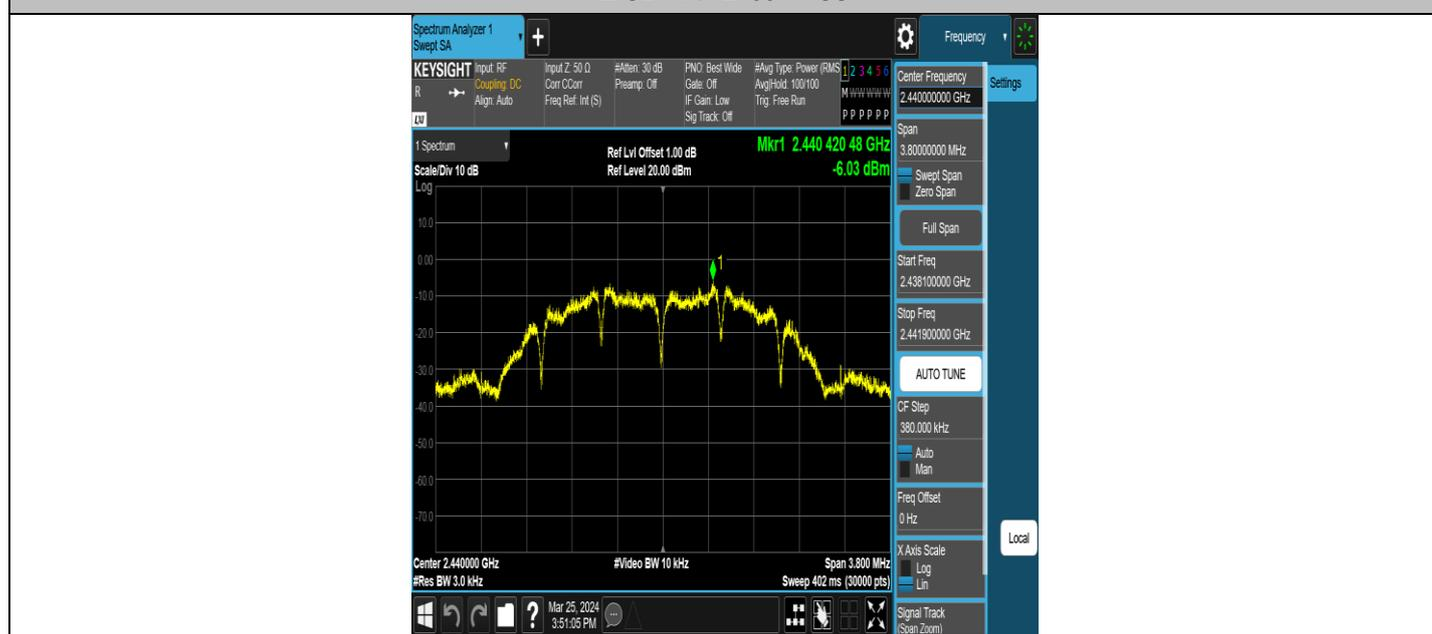 Spectrum Analyzer 1
Swept SA
+
Frequency
KEYSIGHT
R
LXI
Input: RF
Coupling: DC
Align: Auto
Input Z: 50 Ω
Corr CCorr
Freq Ref: Int (S)
#Atten: 30 dB
Preamp: Off
PNO: Best Wide
Gate: Off
IF Gain: Low
Sig Track: Off
#Avg Type: Power (RMS
Avg|Hold: 100/100
Trig: Free Run
1 2 3 4 5 6
M W W W W W
P P P P P P
1 Spectrum
Scale/Div 10 dB
Log
Ref Lvl Offset 1.00 dB
Ref Level 20.00 dBm
Mkr1 2.440 420 48 GHz
-6.03 dBm
10.0
0.00
-10.0
-20.0
-30.0
-40.0
-50.0
-60.0
-70.0
1
Center 2.440000 GHz
#Res BW 3.0 kHz
#Video BW 10 kHz
Span 3.800 MHz
Sweep 402 ms (30000 pts)
Center Frequency
2.440000000 GHz
Settings
Span
3.80000000 MHz
Swept Span
Zero Span
Full Span
Start Freq
2.438100000 GHz
Stop Freq
2.441900000 GHz
AUTO TUNE
CF Step
380.000 kHz
Auto
Man
Freq Offset
0 Hz
X Axis Scale
Log
Lin
Local
Signal Track
(Span Zoom)
?
Mar 25, 2024
3:51:05 PM